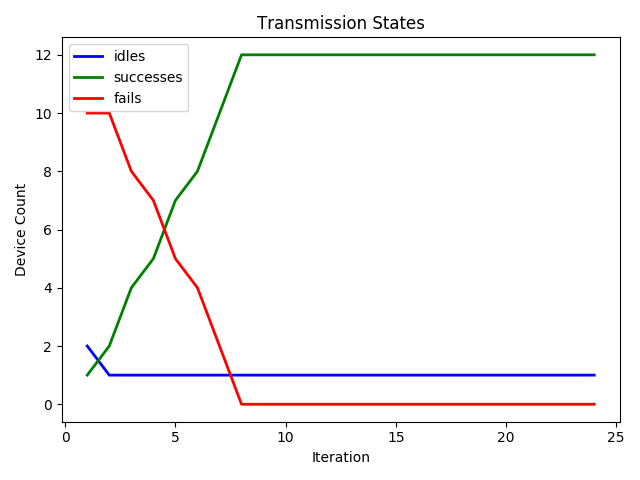 Transmission States
idles
successes
fails
Device Count
12
10
8
6
4
2
0
0 5 10 15 20 25
Iteration